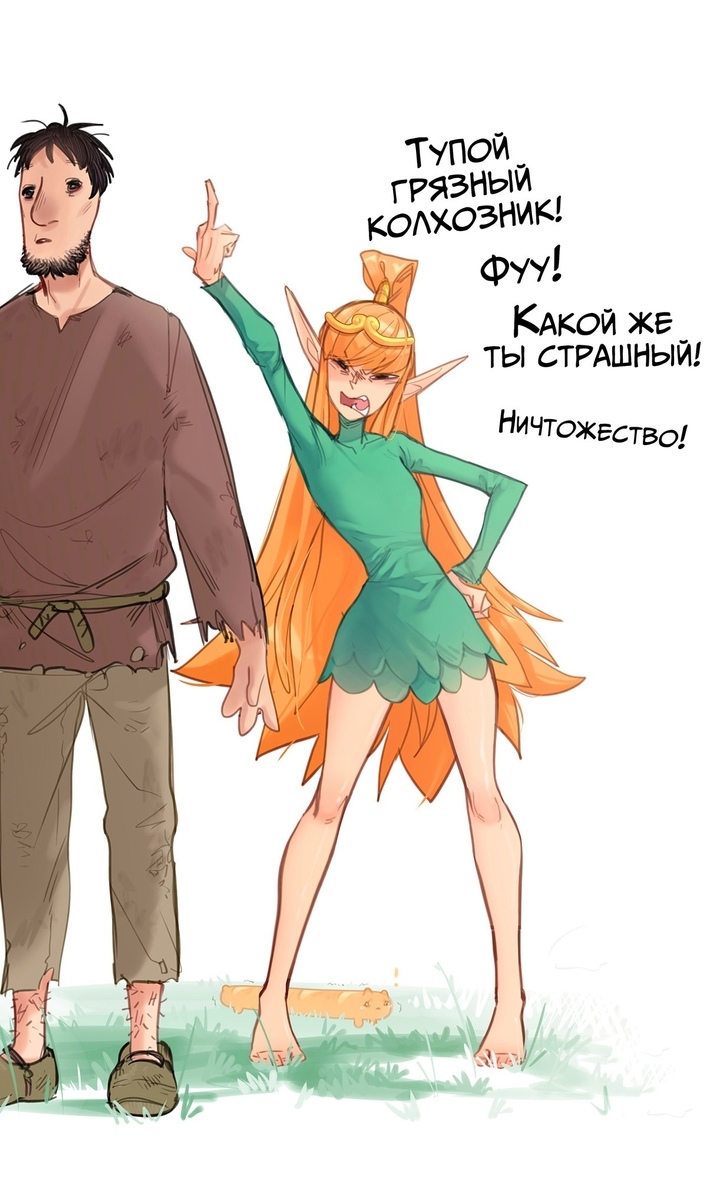 Тупой
грязный
колхозник!
Фуу!
Какой же
ты страшный!
Ничтожество!